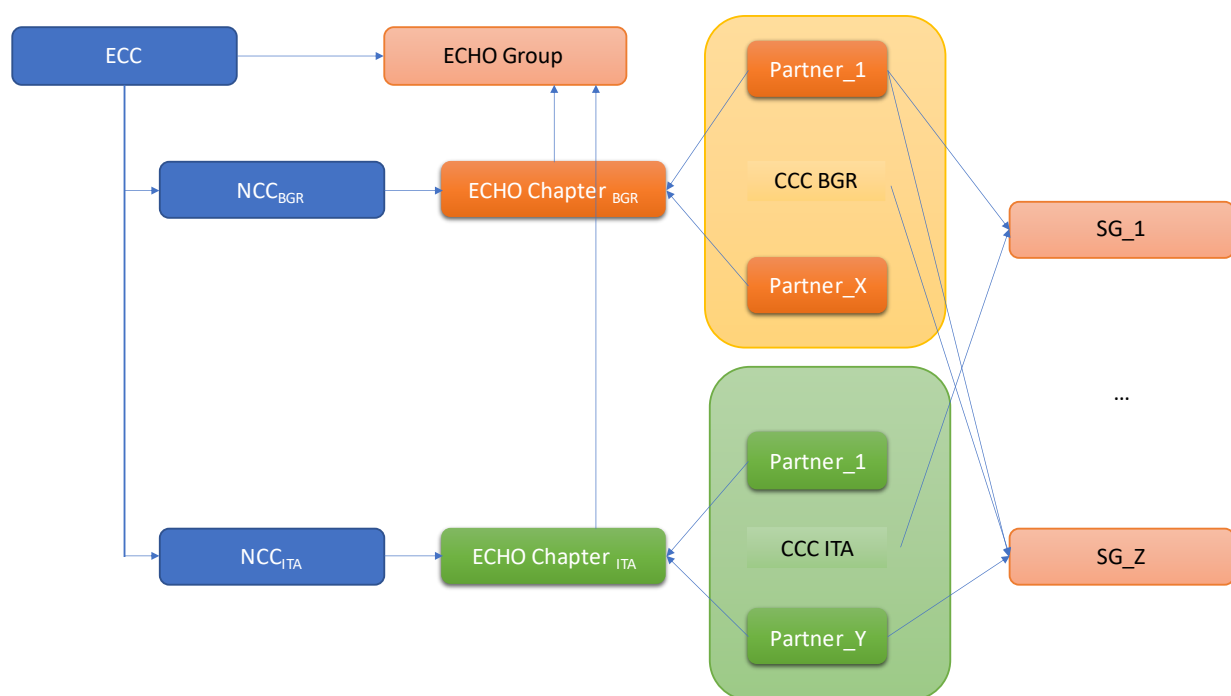 ECC
ECHO Group
Partner_1
NCCBGR
ECHO Chapter BGR
CCC BGR
SG_1
Partner_X
...
Partner_1
NCCITA
ECHO Chapter ITA
CCC ITA
SG_Z
Partner_Y